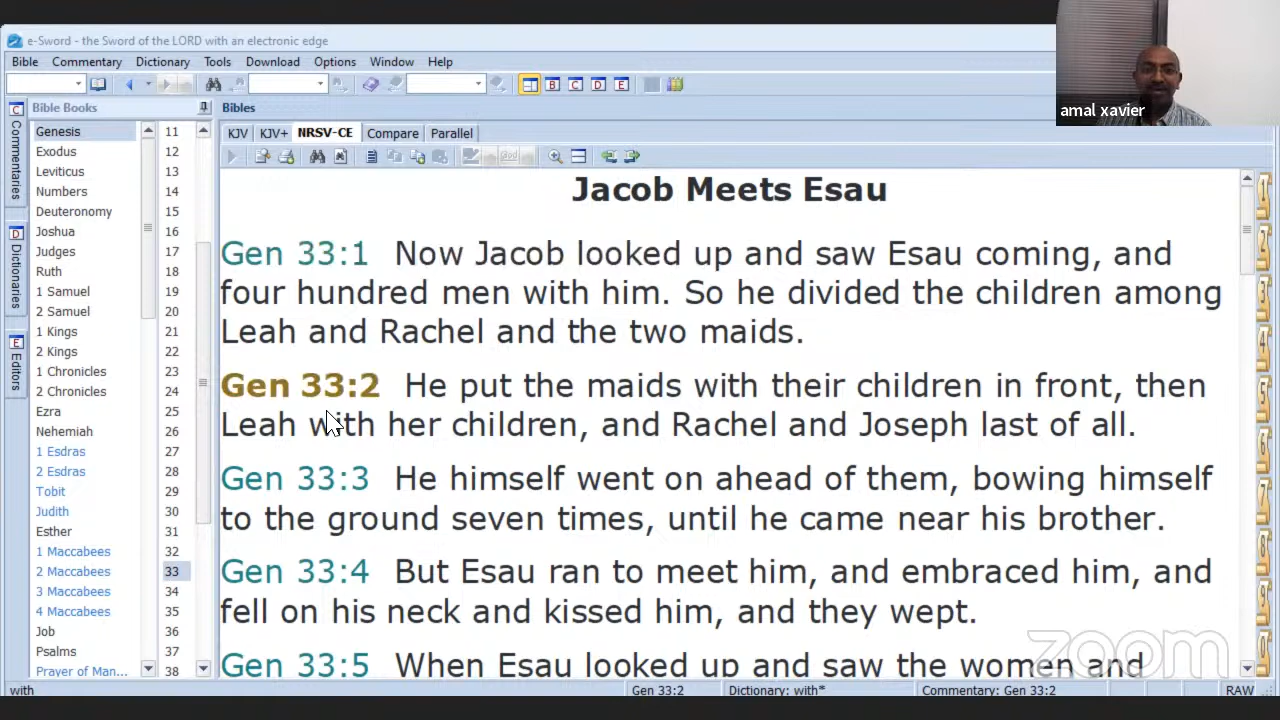 e-Sword - the Sword of the LORD with an electronic edge
Bible Commentary Dictionary Tools Download Options Window Help
amal xavier
B C D E
Bible Books
Bibles
Commentaries
Dictionaries
Editors
KJV KJV+ NRSV-CE Compare Parallel
Genesis 11
Exodus 12
Leviticus 13
Numbers 14
Deuteronomy 15
Joshua 16
Judges 17
Ruth 18
1 Samuel 19
2 Samuel 20
1 Kings 21
2 Kings 22
1 Chronicles 23
2 Chronicles 24
Ezra 25
Nehemiah 26
1 Esdras 27
2 Esdras 28
Tobit 29
Judith 30
Esther 31
1 Maccabees 32
2 Maccabees 33
3 Maccabees 34
4 Maccabees 35
Job 36
Psalms 37
Prayer of Man... 38
Jacob Meets Esau
Gen 33:1 Now Jacob looked up and saw Esau coming, and
four hundred men with him. So he divided the children among
Leah and Rachel and the two maids.
Gen 33:2 He put the maids with their children in front, then
Leah with her children, and Rachel and Joseph last of all.
Gen 33:3 He himself went on ahead of them, bowing himself
to the ground seven times, until he came near his brother.
Gen 33:4 But Esau ran to meet him, and embraced him, and
fell on his neck and kissed him, and they wept.
Gen 33:5 When Esau looked up and saw the women and
zoom
with Gen 33:2 Dictionary: with* Commentary: Gen 33:2 RAW